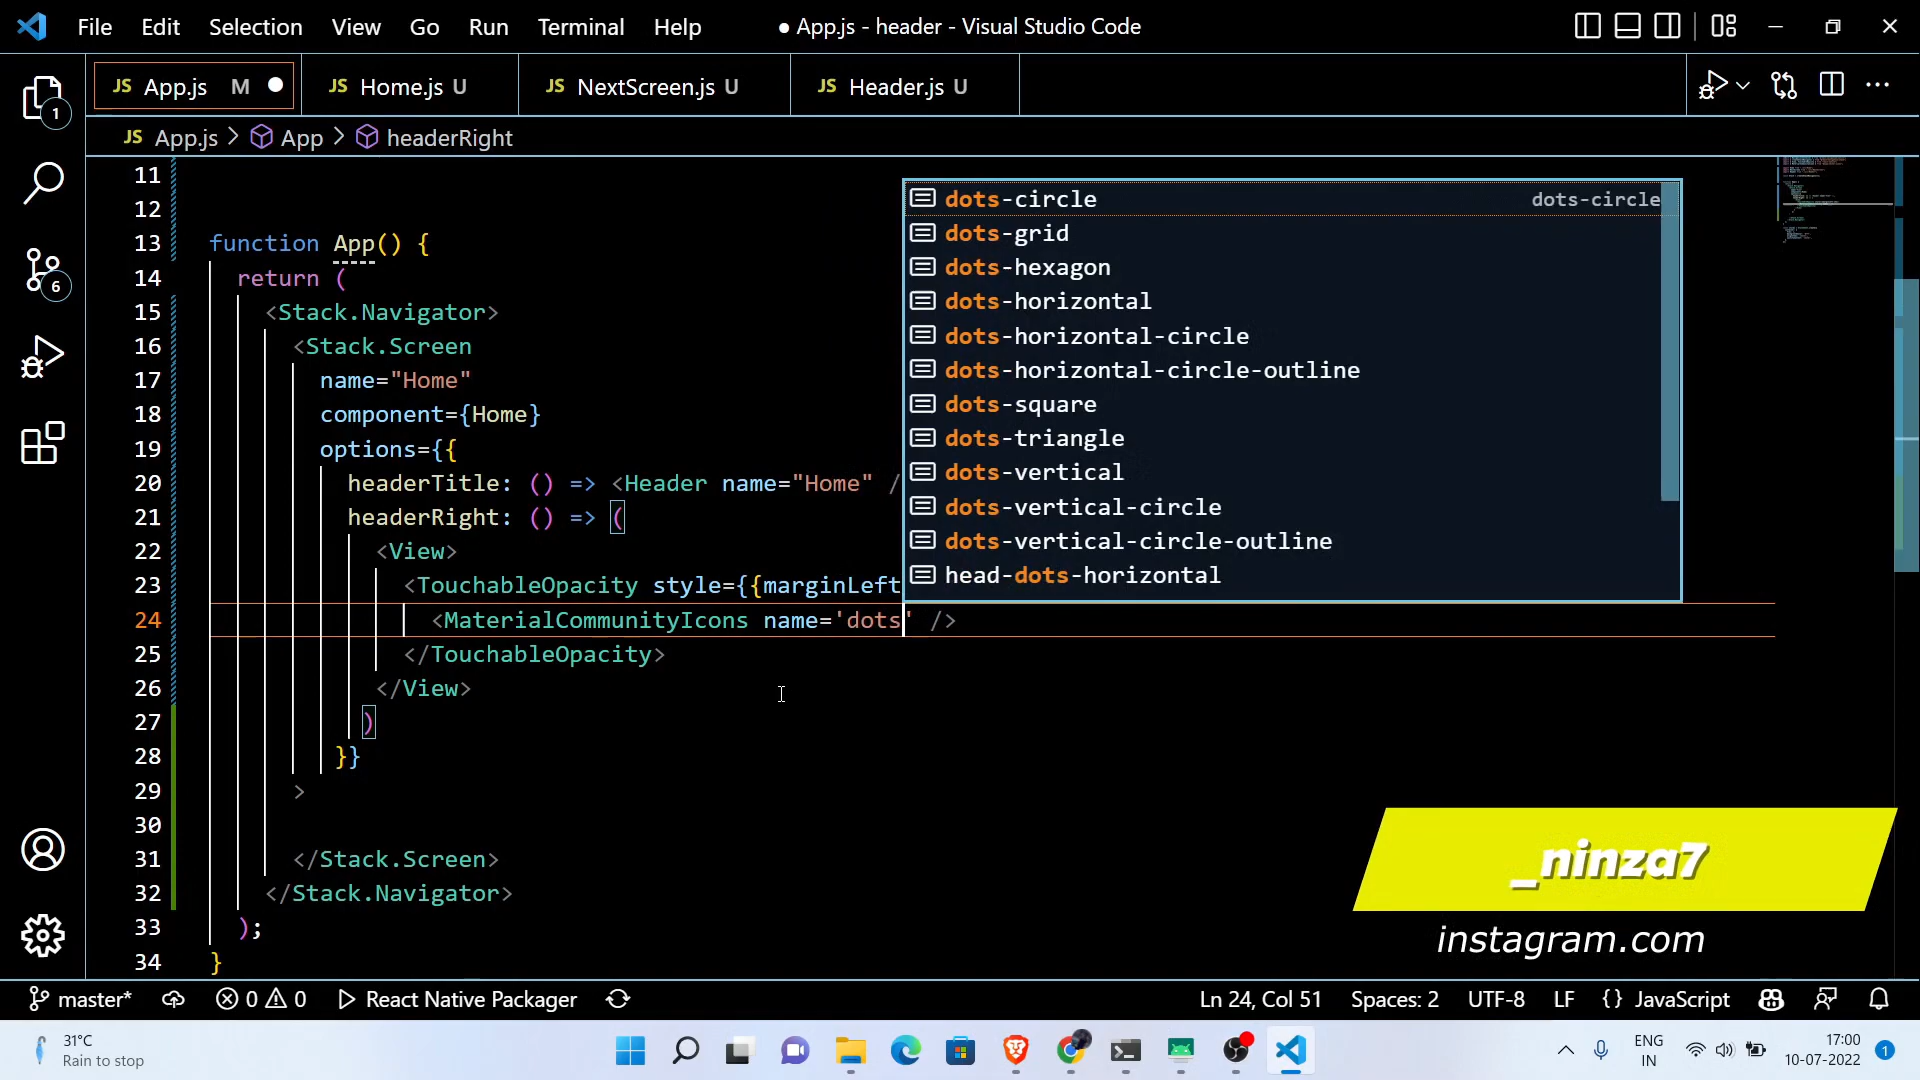 File Edit Selection View Go Run Terminal Help ● App.js - header - Visual Studio Code
JS App.js M ● JS Home.js U JS NextScreen.js U JS Header.js U
JS App.js > App > headerRight
11
12
13 function App() {
14 return (
15 <Stack.Navigator>
16 <Stack.Screen
17 name="Home"
18 component={Home}
19 options={{
20 headerTitle: () => <Header name="Home" /
21 headerRight: () => (
22 <View>
23 <TouchableOpacity style={{marginLeft
24 <MaterialCommunityIcons name='dots' />
25 </TouchableOpacity>
26 </View>
27 )
28 }}
29 >
30
31 </Stack.Screen>
32 </Stack.Navigator>
33 );
34 }
dots-circle dots-circle
dots-grid
dots-hexagon
dots-horizontal
dots-horizontal-circle
dots-horizontal-circle-outline
dots-square
dots-triangle
dots-vertical
dots-vertical-circle
dots-vertical-circle-outline
head-dots-horizontal
1
6
_ninza7
instagram.com
master* 0 0 React Native Packager Ln 24, Col 51 Spaces: 2 UTF-8 LF {} JavaScript
31°C
Rain to stop
ENG
IN
17:00
10-07-2022
1